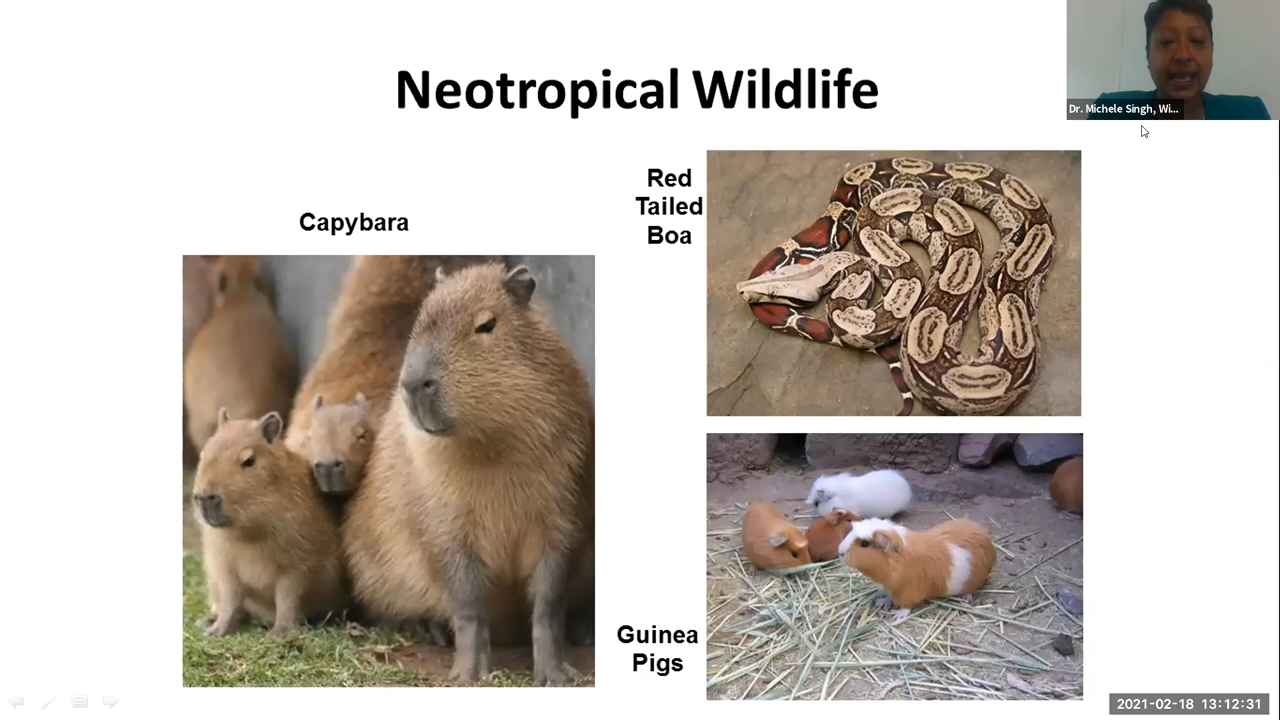 Neotropical Wildlife
Dr. Michele Singh, Wi...
Capybara
Red
Tailed
Boa
Guinea
Pigs
2021-02-18 13:12:31